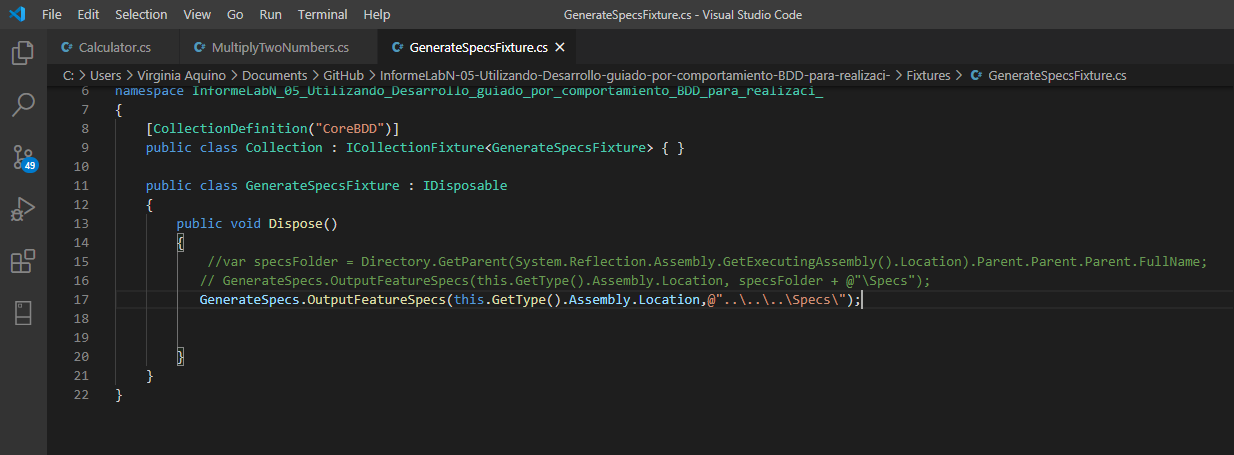 File Edit Selection View Go Run Terminal Help GenerateSpecsFixture.cs - Visual Studio Code
C# Calculator.cs C# MultiplyTwoNumbers.cs C# GenerateSpecsFixture.cs ×
C: > Users > Virginia Aquino > Documents > GitHub > InformeLabN-05-Utilizando-Desarrollo-guiado-por-comportamiento-BDD-para-realizaci- > Fixtures > C# GenerateSpecsFixture.cs
6 namespace InformeLabN_05_Utilizando_Desarrollo_guiado_por_comportamiento_BDD_para_realizaci_
7 {
8 [CollectionDefinition("CoreBDD")]
9 public class Collection : ICollectionFixture<GenerateSpecsFixture> { }
10
11 public class GenerateSpecsFixture : IDisposable
12 {
13 public void Dispose()
14 {
15 //var specsFolder = Directory.GetParent(System.Reflection.Assembly.GetExecutingAssembly().Location).Parent.Parent.Parent.FullName;
16 // GenerateSpecs.OutputFeatureSpecs(this.GetType().Assembly.Location, specsFolder + @"\Specs");
17 GenerateSpecs.OutputFeatureSpecs(this.GetType().Assembly.Location,@"..\..\..\Specs\");
18
19
20 }
21 }
22 }
49